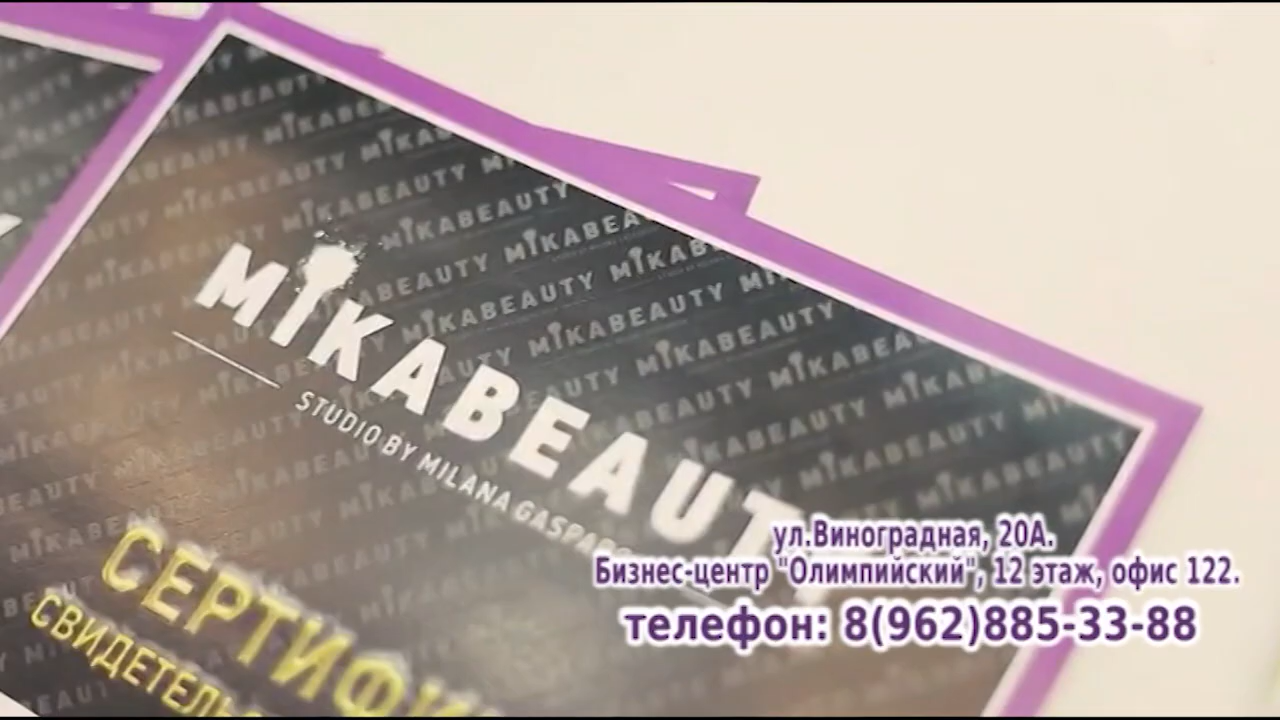 MIKABEAUTY
STUDIO BY MILANA
СЕРТИФИ
СВИДЕТЕЛЬ
ул.Виноградная, 20А.
Бизнес-центр "Олимпийский", 12 этаж, офис 122.
телефон: 8(962)885-33-88